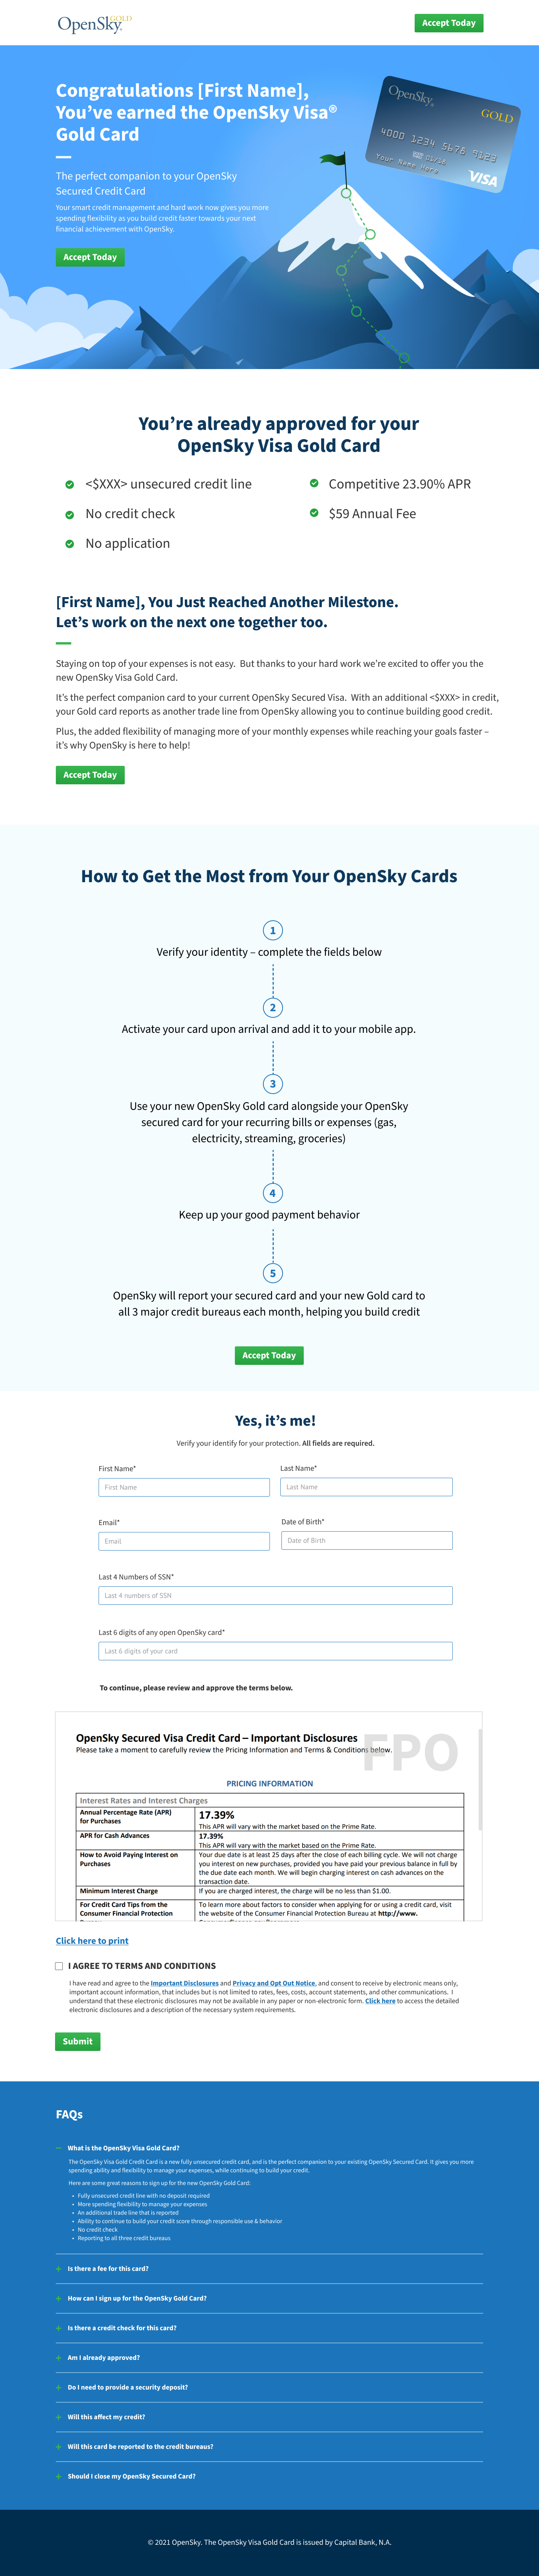 OpenSky® GOLD
Accept Today
Congratulations [First Name],
You’ve earned the OpenSky Visa®
Gold Card
OpenSky®
GOLD
4000 1234 5678 9123
01/16
Your Name Here
VISA
The perfect companion to your OpenSky
Secured Credit Card
Your smart credit management and hard work now gives you more
spending flexibility as you build credit faster towards your next
financial achievement with OpenSky.
Accept Today
You’re already approved for your
OpenSky Visa Gold Card
<$XXX> unsecured credit line
Competitive 23.90% APR
No credit check
$59 Annual Fee
No application
[First Name], You Just Reached Another Milestone.
Let’s work on the next one together too.
Staying on top of your expenses is not easy. But thanks to your hard work we’re excited to offer you the
new OpenSky Visa Gold Card.
It’s the perfect companion card to your current OpenSky Secured Visa. With an additional <$XXX> in credit,
your Gold card reports as another trade line from OpenSky allowing you to continue building good credit.
Plus, the added flexibility of managing more of your monthly expenses while reaching your goals faster –
it’s why OpenSky is here to help!
Accept Today
How to Get the Most from Your OpenSky Cards
1
Verify your identity – complete the fields below
2
Activate your card upon arrival and add it to your mobile app.
3
Use your new OpenSky Gold card alongside your OpenSky
secured card for your recurring bills or expenses (gas,
electricity, streaming, groceries)
4
Keep up your good payment behavior
5
OpenSky will report your secured card and your new Gold card to
all 3 major credit bureaus each month, helping you build credit
Accept Today
Yes, it’s me!
Verify your identify for your protection. All fields are required.
First Name*
Last Name*
First Name
Last Name
Email*
Date of Birth*
Email
Date of Birth
Last 4 Numbers of SSN*
Last 4 numbers of SSN
Last 6 digits of any open OpenSky card*
Last 6 digits of your card
To continue, please review and approve the terms below.
FPO
OpenSky Secured Visa Credit Card – Important Disclosures
Please take a moment to carefully review the Pricing Information and Terms & Conditions below.
PRICING INFORMATION
Interest Rates and Interest Charges
Annual Percentage Rate (APR)
for Purchases
17.39%
This APR will vary with the market based on the Prime Rate.
APR for Cash Advances
17.39%
This APR will vary with the market based on the Prime Rate.
How to Avoid Paying Interest on
Purchases
Your due date is at least 25 days after the close of each billing cycle. We will not charge
you interest on new purchases, provided you have paid your previous balance in full by
the due date each month. We will begin charging interest on cash advances on the
transaction date.
Minimum Interest Charge
If you are charged interest, the charge will be no less than $1.00.
For Credit Card Tips from the
Consumer Financial Protection
To learn more about factors to consider when applying for or using a credit card, visit
the website of the Consumer Financial Protection Bureau at http://www.
Click here to print
I AGREE TO TERMS AND CONDITIONS
I have read and agree to the Important Disclosures and Privacy and Opt Out Notice, and consent to receive by electronic means only,
important account information, that includes but is not limited to rates, fees, costs, account statements, and other communications. I
understand that these electronic disclosures may not be available in any paper or non-electronic form. Click here to access the detailed
electronic disclosures and a description of the necessary system requirements.
Submit
FAQs
What is the OpenSky Visa Gold Card?
The OpenSky Visa Gold Credit Card is a new fully unsecured credit card, and is the perfect companion to your existing OpenSky Secured Card. It gives you more
spending ability and flexibility to manage your expenses, while continuing to build your credit.
Here are some great reasons to sign up for the new OpenSky Gold Card:
• Fully unsecured credit line with no deposit required
• More spending flexibility to manage your expenses
• An additional trade line that is reported
• Ability to continue to build your credit score through responsible use & behavior
• No credit check
• Reporting to all three credit bureaus
Is there a fee for this card?
How can I sign up for the OpenSky Gold Card?
Is there a credit check for this card?
Am I already approved?
Do I need to provide a security deposit?
Will this affect my credit?
Will this card be reported to the credit bureaus?
Should I close my OpenSky Secured Card?
© 2021 OpenSky. The OpenSky Visa Gold Card is issued by Capital Bank, N.A.